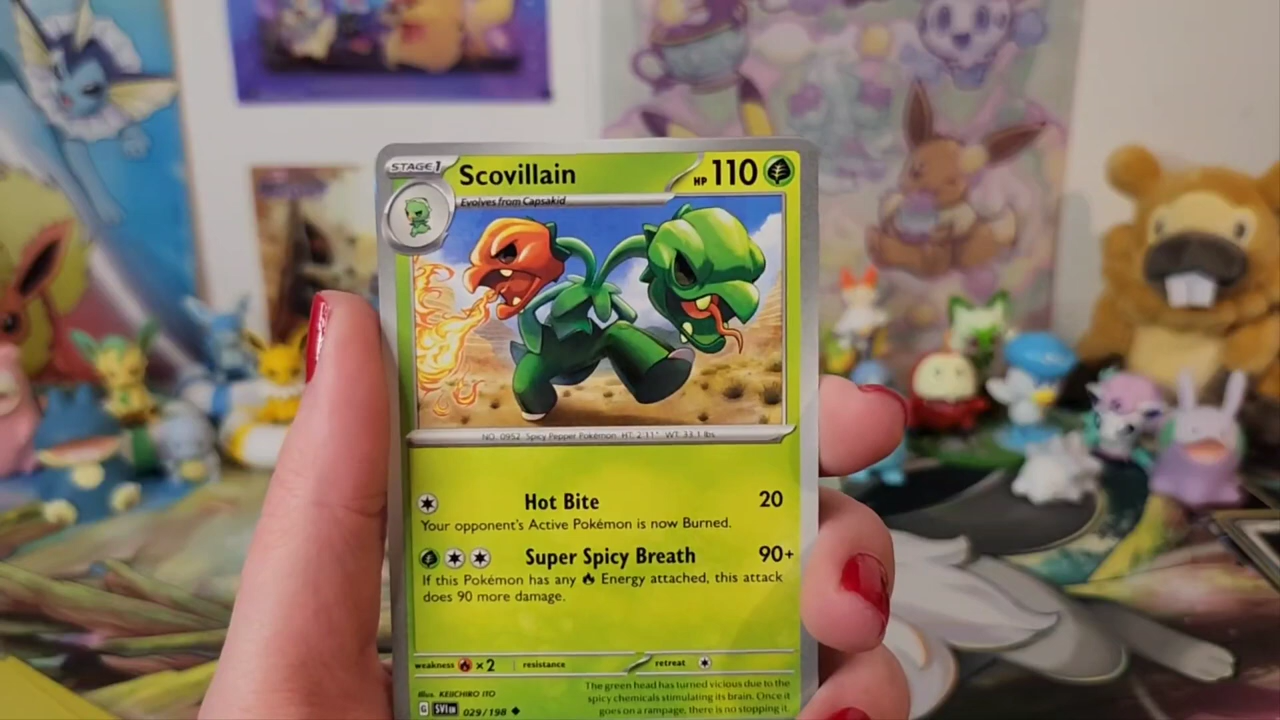 STAGE 1 Scovillain HP 110
Evolves from Capsakid
NO. 0952 Spicy Pepper Pokémon HT: 2'11" WT: 33.1 lbs
Hot Bite 20
Your opponent's Active Pokémon is now Burned.
Super Spicy Breath 90+
If this Pokémon has any Energy attached, this attack
does 90 more damage.
weakness ×2 resistance retreat
Illus. KEIICHIRO ITO
G SVI EN 029/198
The green head has turned vicious due to the
spicy chemicals stimulating its brain. Once it
goes on a rampage, there is no stopping it.